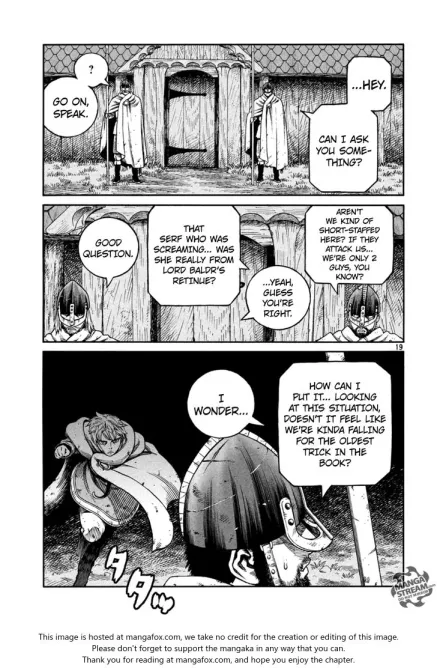 ...HEY.
CAN I ASK
YOU SOME-
THING?
?
GO ON,
SPEAK.
AREN'T
WE KIND OF
SHORT-STAFFED
HERE? IF THEY
ATTACK US...
WE'RE ONLY 2
GUYS, YOU
KNOW?
...YEAH,
GUESS
YOU'RE
RIGHT.
THAT
SERF WHO WAS
SCREAMING... WAS
SHE REALLY FROM
LORD BALDR'S
RETINUE?
GOOD
QUESTION.
19
HOW CAN I
PUT IT... LOOKING
AT THIS SITUATION,
DOESN'T IT FEEL LIKE
WE'RE KINDA FALLING
FOR THE OLDEST
TRICK IN THE
BOOK?
I
WONDER...
タタッ
MANGA
STREAM
This image is hosted at mangafox.com, we take no credit for the creation or editing of this image.
Please don't forget to support the mangaka in any way that you can.
Thank you for reading at mangafox.com, and hope you enjoy the chapter.